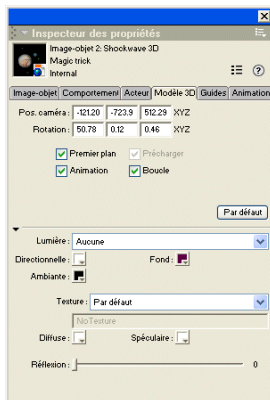 Inspecteur des propriétés
Image-objet 2: Shockwave 3D
Magic trick
Internal
Image-objet Comportement Acteur Modèle 3D Guides Animation
Pos. caméra : -121.20 -723.9 512.29 XYZ
Rotation : 50.78 0.12 0.46 XYZ
Premier plan Précharger
Animation Boucle
Par défaut
Lumière : Aucune
Directionnelle : Fond :
Ambiante :
Texture : Par défaut
NoTexture
Diffuse : Spéculaire :
Réflexion : 0